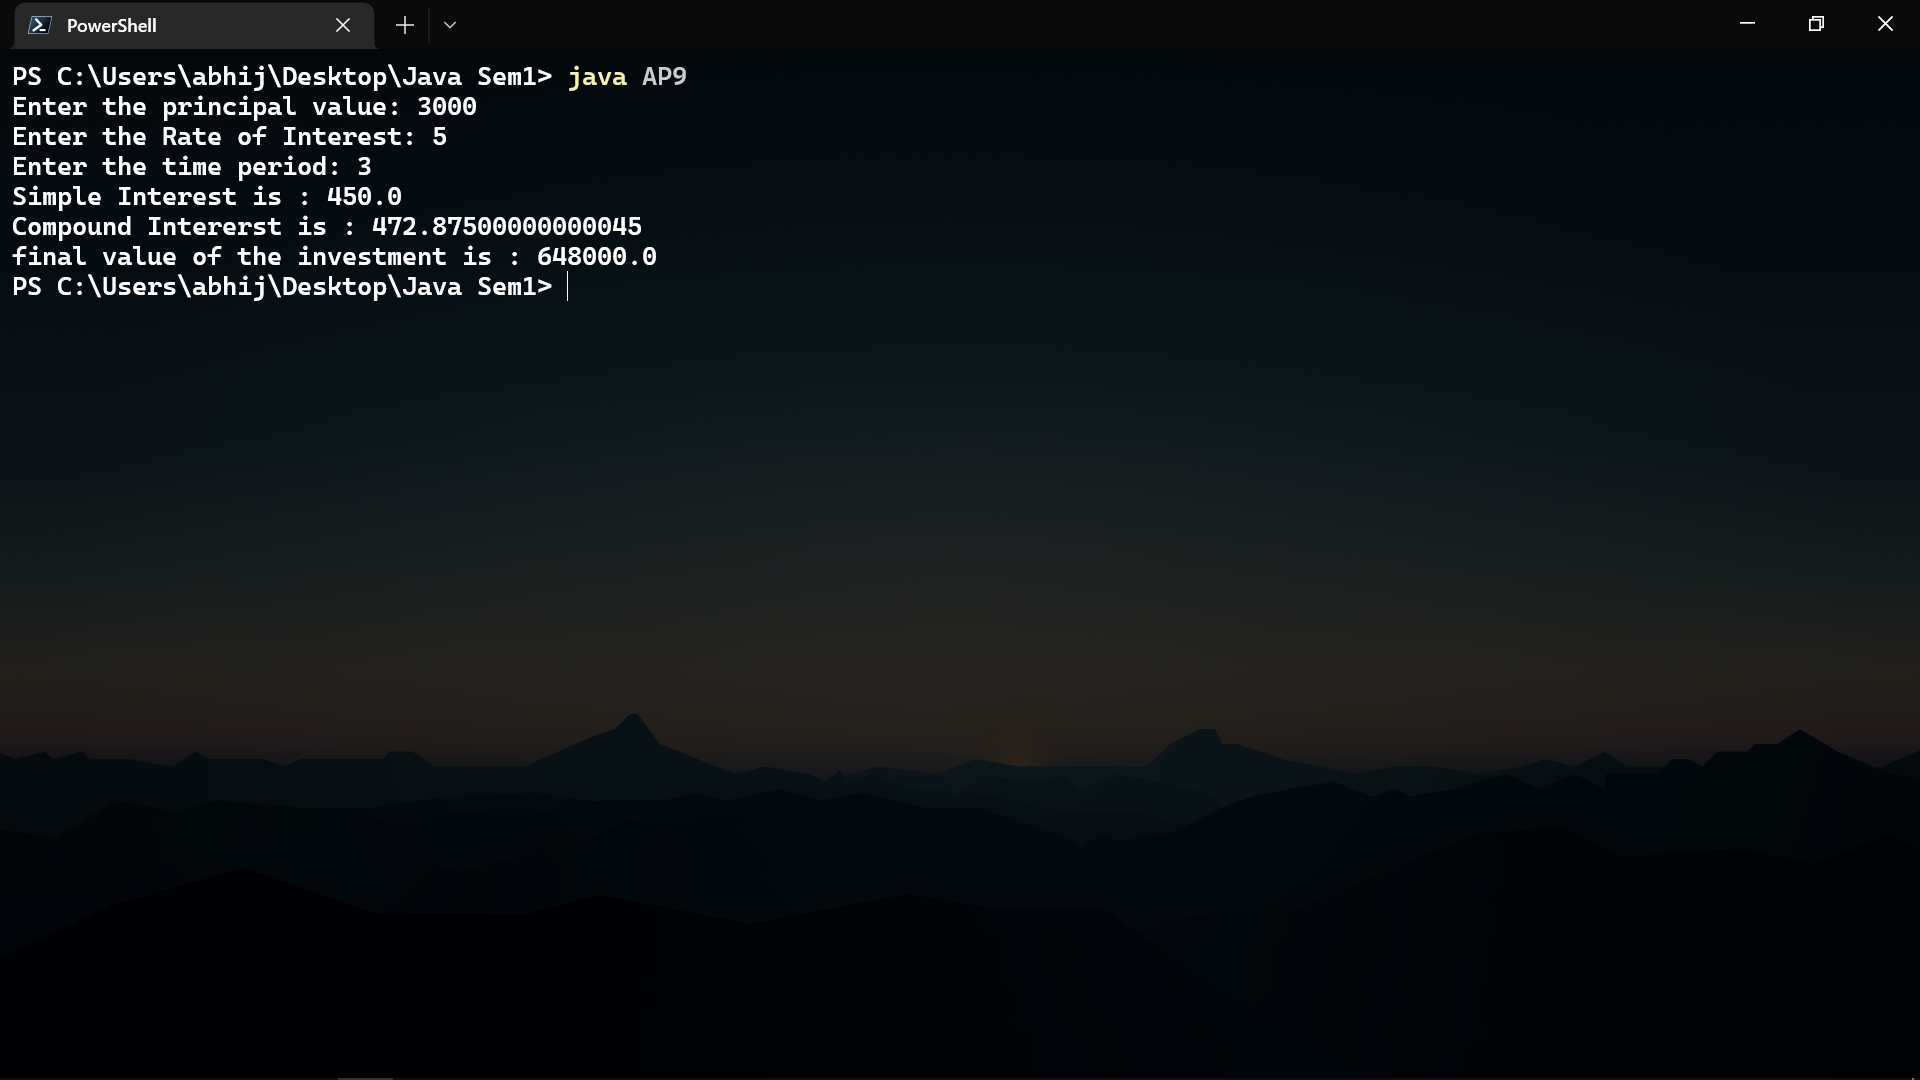 PowerShell
PS C:\Users\abhij\Desktop\Java Sem1> java AP9
Enter the principal value: 3000
Enter the Rate of Interest: 5
Enter the time period: 3
Simple Interest is : 450.0
Compound Intererst is : 472.87500000000045
final value of the investment is : 648000.0
PS C:\Users\abhij\Desktop\Java Sem1>